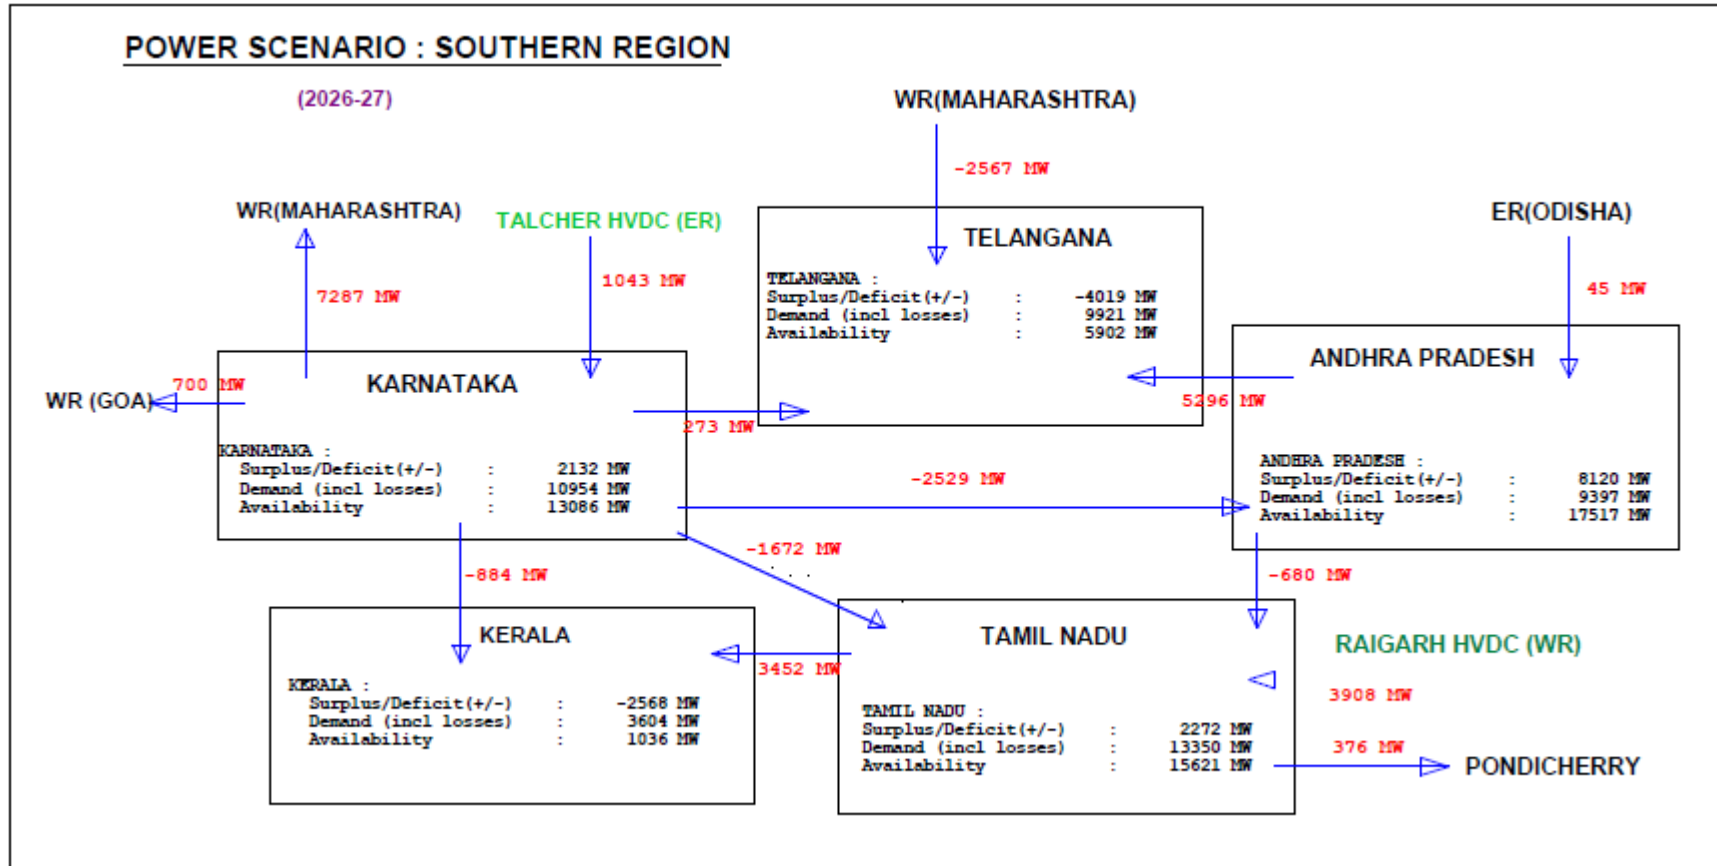 POWER SCENARIO : SOUTHERN REGION
(2026-27)
WR(MAHARASHTRA)
-2567 MW
WR(MAHARASHTRA)
7287 MW
TALCHER HVDC (ER)
1043 MW
ER(ODISHA)
45 MW
TELANGANA
TELANGANA :
Surplus/Deficit(+/-) : -4019 MW
Demand (incl losses) : 9921 MW
Availability : 5902 MW
WR (GOA)
700 MW
KARNATAKA
KARNATAKA :
Surplus/Deficit(+/-) : 2132 MW
Demand (incl losses) : 10954 MW
Availability : 13086 MW
273 MW
5296 MW
ANDHRA PRADESH
ANDHRA PRADESH :
Surplus/Deficit(+/-) : 8120 MW
Demand (incl losses) : 9397 MW
Availability : 17517 MW
-2529 MW
-1672 MW
-884 MW
-680 MW
KERALA
KERALA :
Surplus/Deficit(+/-) : -2568 MW
Demand (incl losses) : 3604 MW
Availability : 1036 MW
3452 MW
TAMIL NADU
TAMIL NADU :
Surplus/Deficit(+/-) : 2272 MW
Demand (incl losses) : 13350 MW
Availability : 15621 MW
RAIGARH HVDC (WR)
3908 MW
376 MW
PONDICHERRY